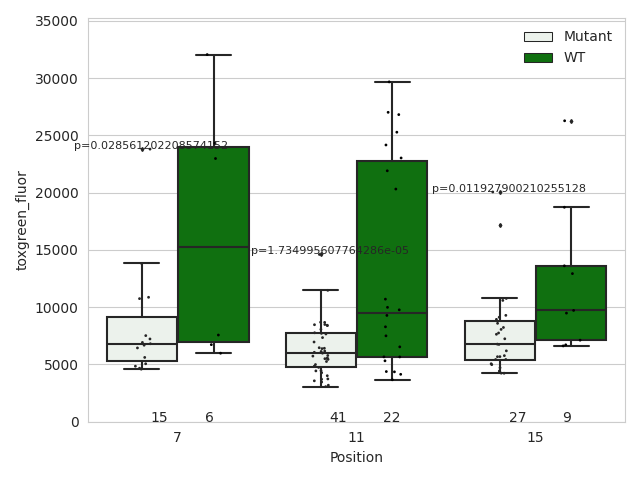 35000
30000
25000
20000
15000
10000
5000
0
toxgreen_fluor
Mutant
WT
p=0.028561202208574152
p=1.734995607764286e-05
p=0.011927900210255128
15 6 41 22 27 9
7 11 15
Position